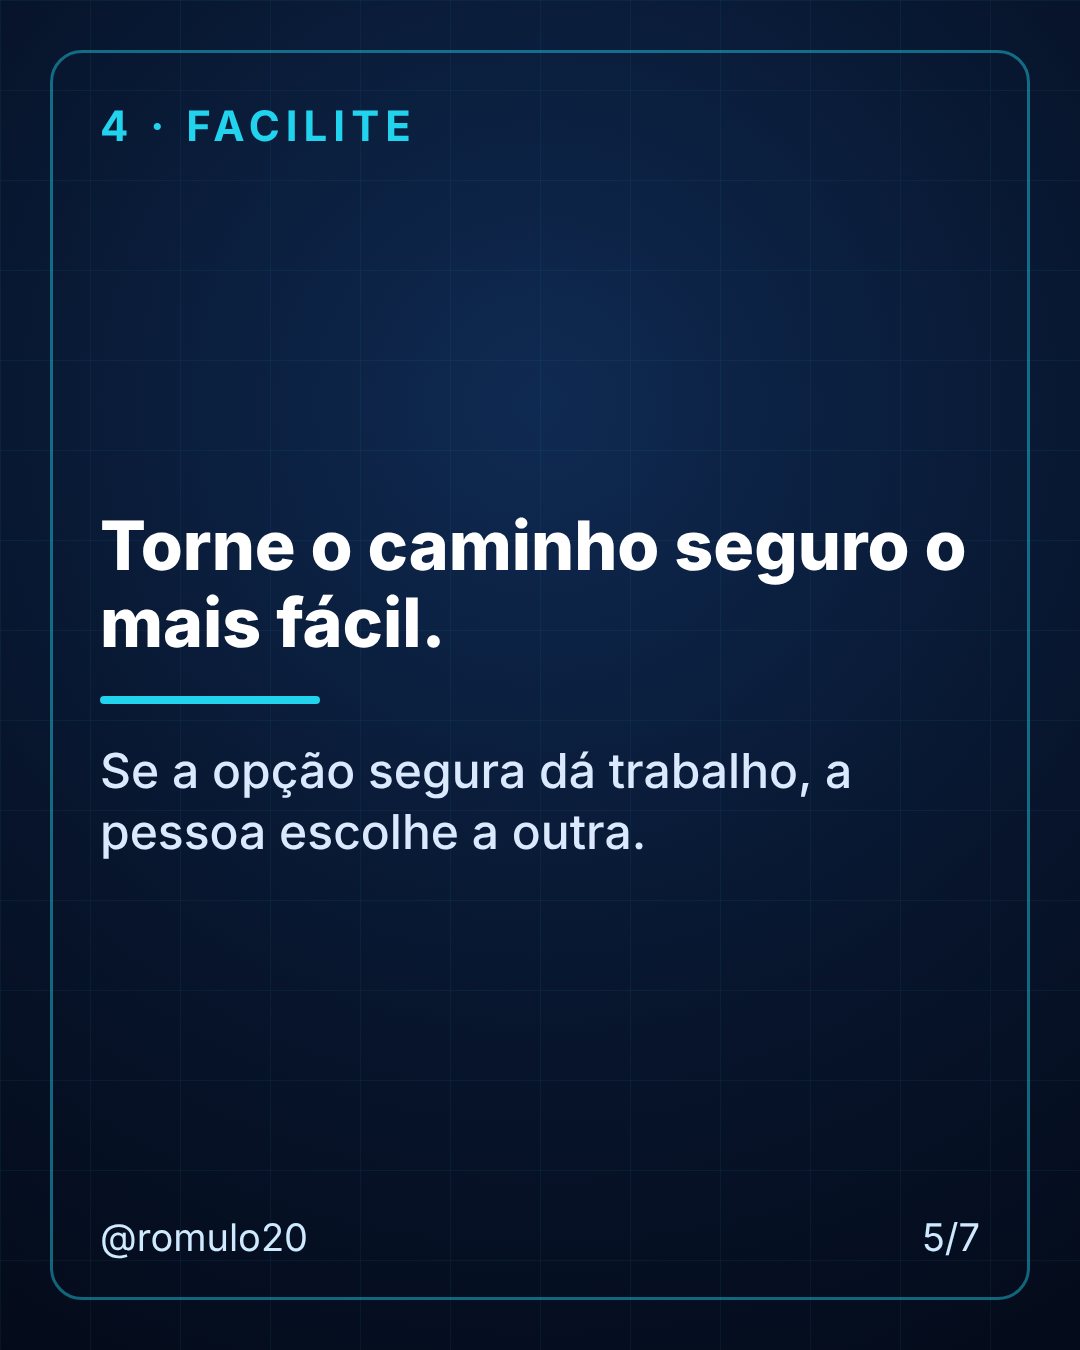 4 · FACILITE
Torne o caminho seguro o
mais fácil.
Se a opção segura dá trabalho, a
pessoa escolhe a outra.
@romulo20
5/7